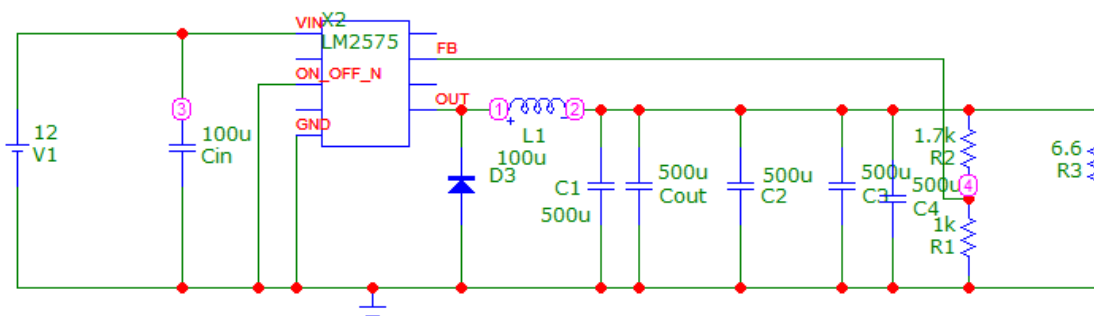 VIN
X2
LM2575
FB
ON_OFF_N
OUT
GND
12
V1
3
100u
Cin
1
2
L1
100u
D3
C1
500u
500u
Cout
500u
C2
500u
C3
500u
C4
1.7k
R2
4
1k
R1
6.6
R3